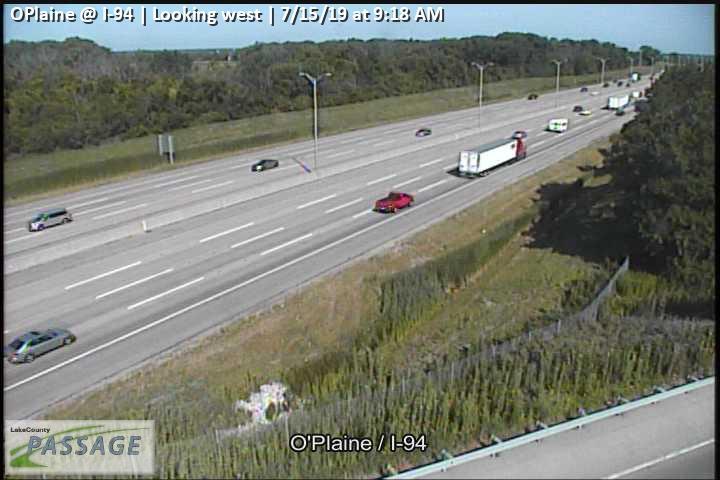 OPlaine @ I-94 | Looking west | 7/15/19 at 9:18 AM
O'Plaine / I-94
LakeCounty
PASSAGE